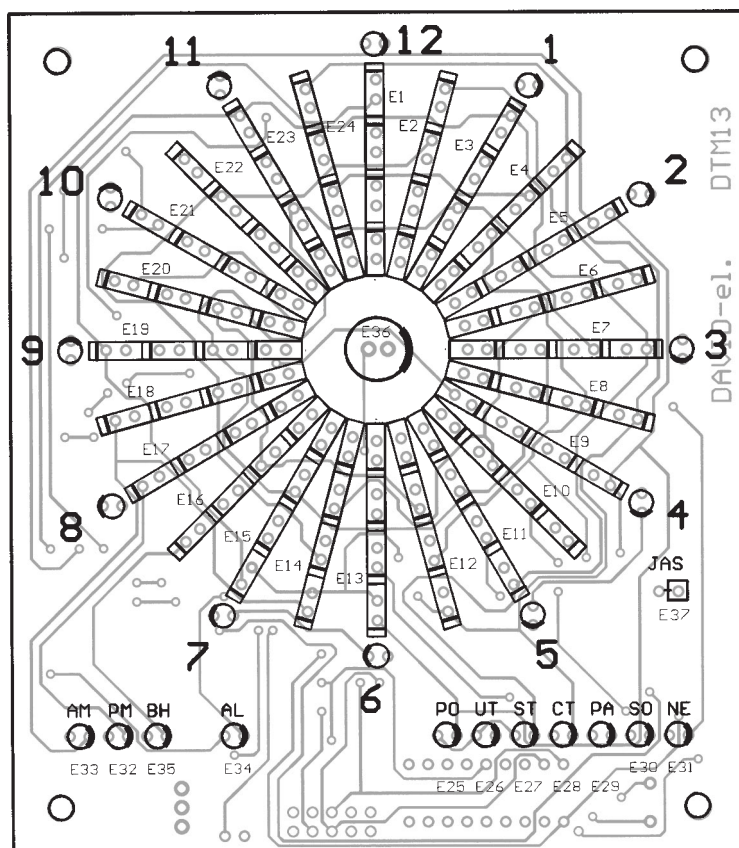 12
11
1
10
2
9
3
8
4
7
5
6
E1
E2
E3
E4
E5
E6
E7
E8
E9
E10
E11
E12
E13
E14
E15
E16
E17
E18
E19
E20
E21
E22
E23
E24
E36
DAVID-el. DTM13
JAS
E37
AM PM BH AL PO UT ST CT PA SO NE
E33 E32 E35 E34 E25 E26 E27 E28 E29 E30 E31